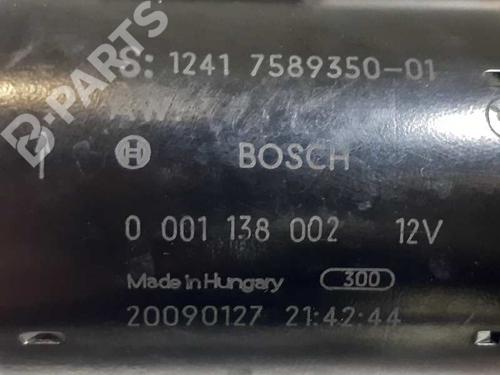 B-PARTS
S: 1241 7589350-01
BOSCH
0 001 138 002 12V
Made in Hungary 300
20090127 21:42:44